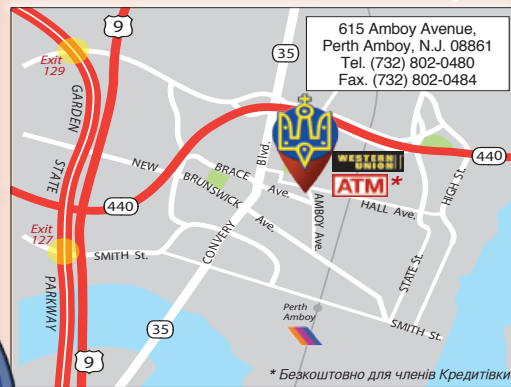 9
615 Amboy Avenue,
Perth Amboy, N.J. 08861
Tel. (732) 802-0480
Fax. (732) 802-0484
35
Exit
129
GARDEN
STATE
PARKWAY
440
WESTERN
UNION
ATM *
NEW BRUNSWICK Ave.
BRACE Ave.
CONVERY Blvd.
AMBOY Ave.
HALL Ave.
HIGH St.
STATE St.
440
Exit
127
SMITH St.
SMITH St.
Perth
Amboy
35
9
* Безкоштовно для членів Кредитівки